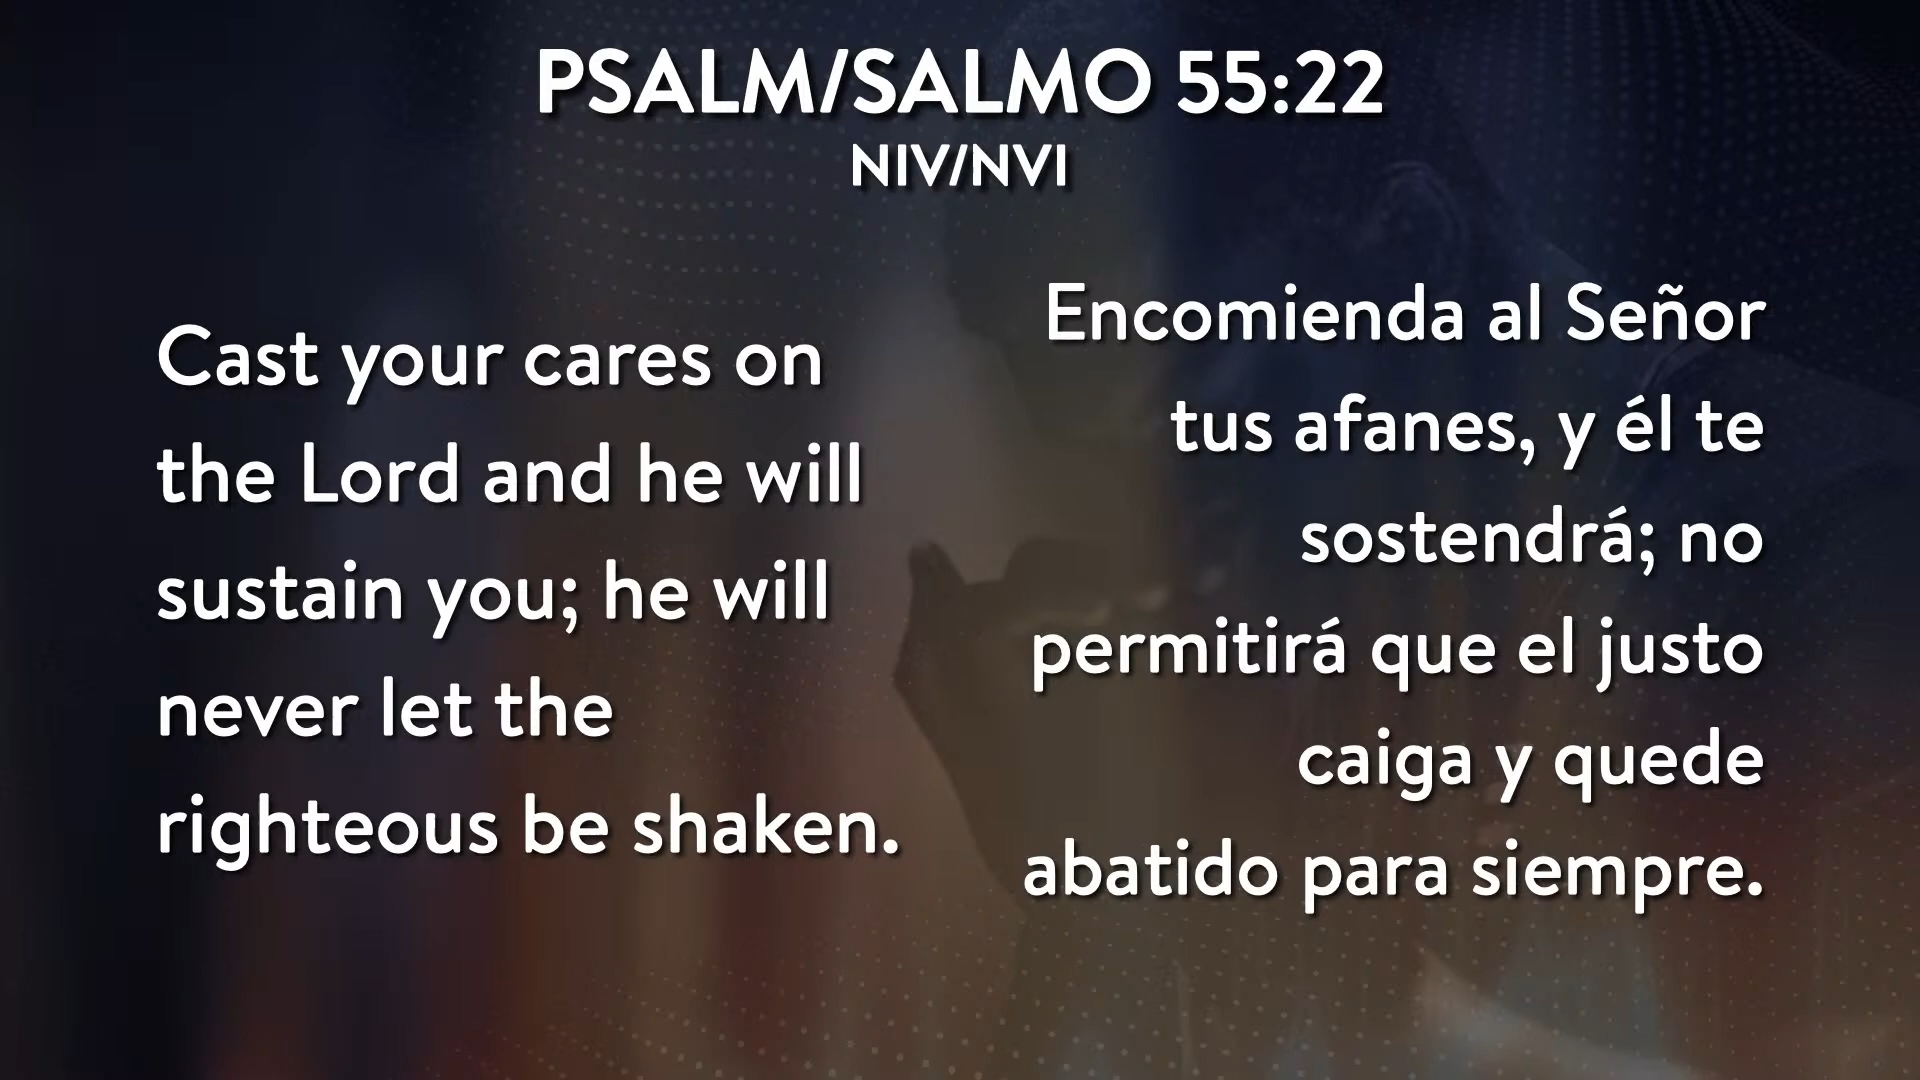 PSALM/SALMO 55:22
NIV/NVI
Cast your cares on
the Lord and he will
sustain you; he will
never let the
righteous be shaken.
Encomienda al Señor
tus afanes, y él te
sostendrá; no
permitirá que el justo
caiga y quede
abatido para siempre.